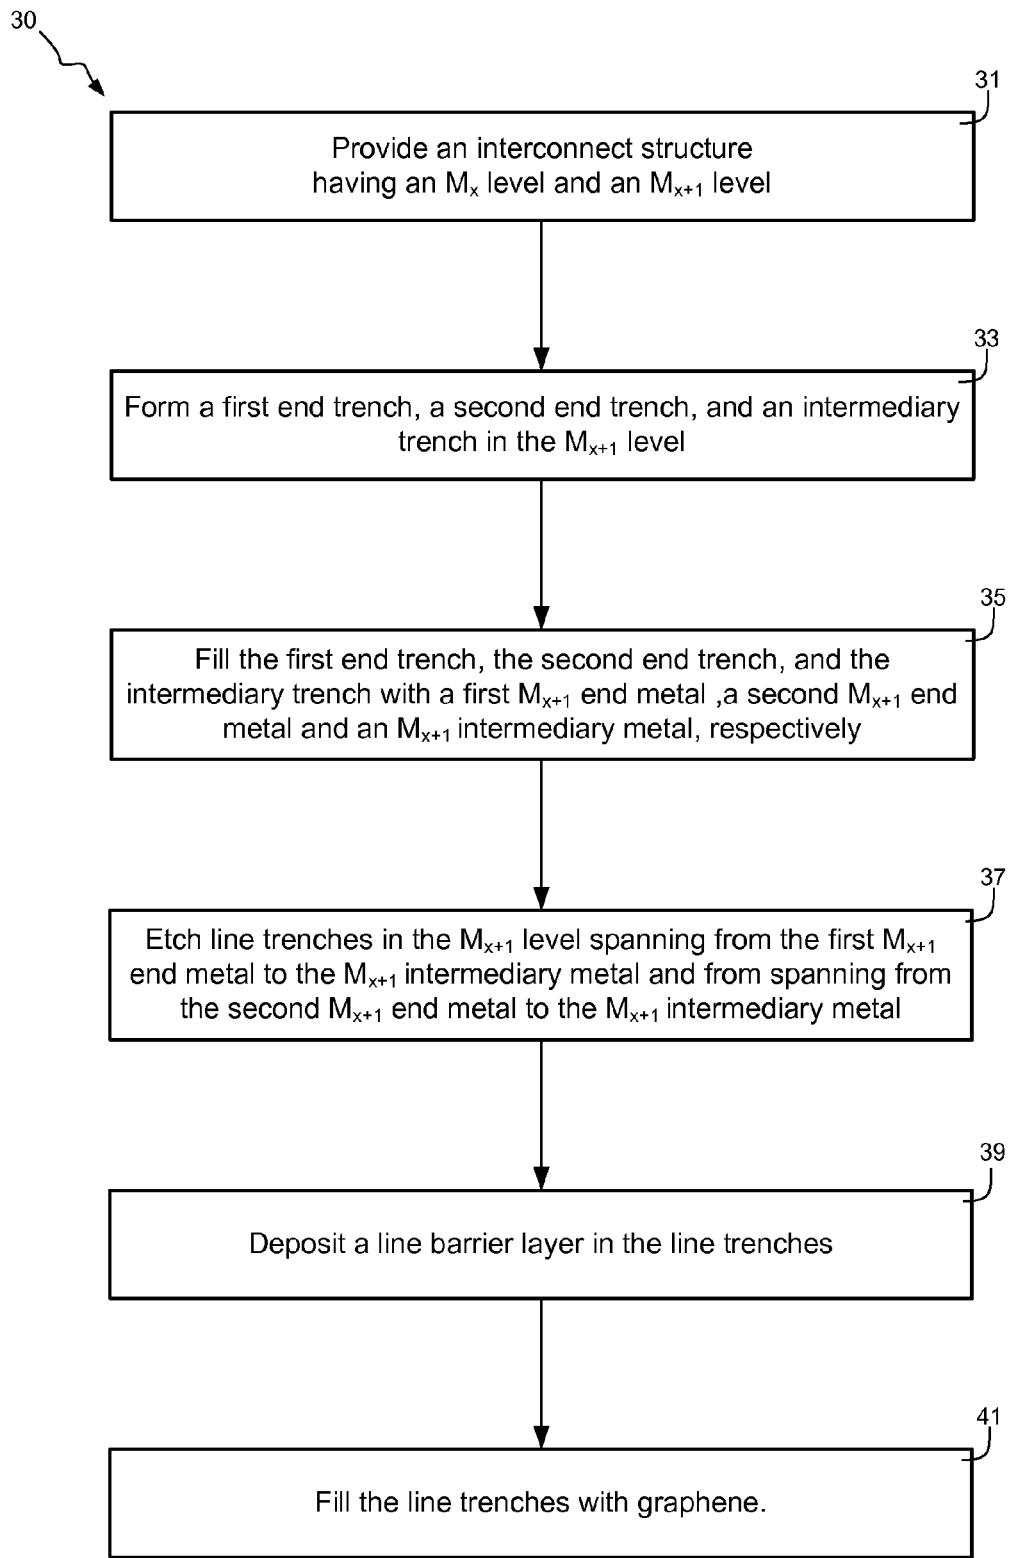 30
31
Provide an interconnect structure
having an Mx level and an Mx+1 level
33
Form a first end trench, a second end trench, and an intermediary
trench in the Mx+1 level
35
Fill the first end trench, the second end trench, and the
intermediary trench with a first Mx+1 end metal ,a second Mx+1 end
metal and an Mx+1 intermediary metal, respectively
37
Etch line trenches in the Mx+1 level spanning from the first Mx+1
end metal to the Mx+1 intermediary metal and from spanning from
the second Mx+1 end metal to the Mx+1 intermediary metal
39
Deposit a line barrier layer in the line trenches
41
Fill the line trenches with graphene.